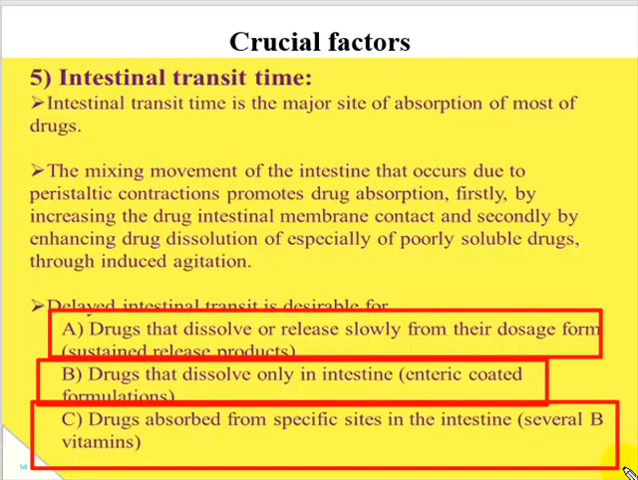 Crucial factors
5) Intestinal transit time:
➢Intestinal transit time is the major site of absorption of most of
drugs.
➢The mixing movement of the intestine that occurs due to
peristaltic contractions promotes drug absorption, firstly, by
increasing the drug intestinal membrane contact and secondly by
enhancing drug dissolution of especially of poorly soluble drugs,
through induced agitation.
➢Delayed intestinal transit is desirable for
A) Drugs that dissolve or release slowly from their dosage form
(sustained release products)
B) Drugs that dissolve only in intestine (enteric coated
formulations)
C) Drugs absorbed from specific sites in the intestine (several B
vitamins)